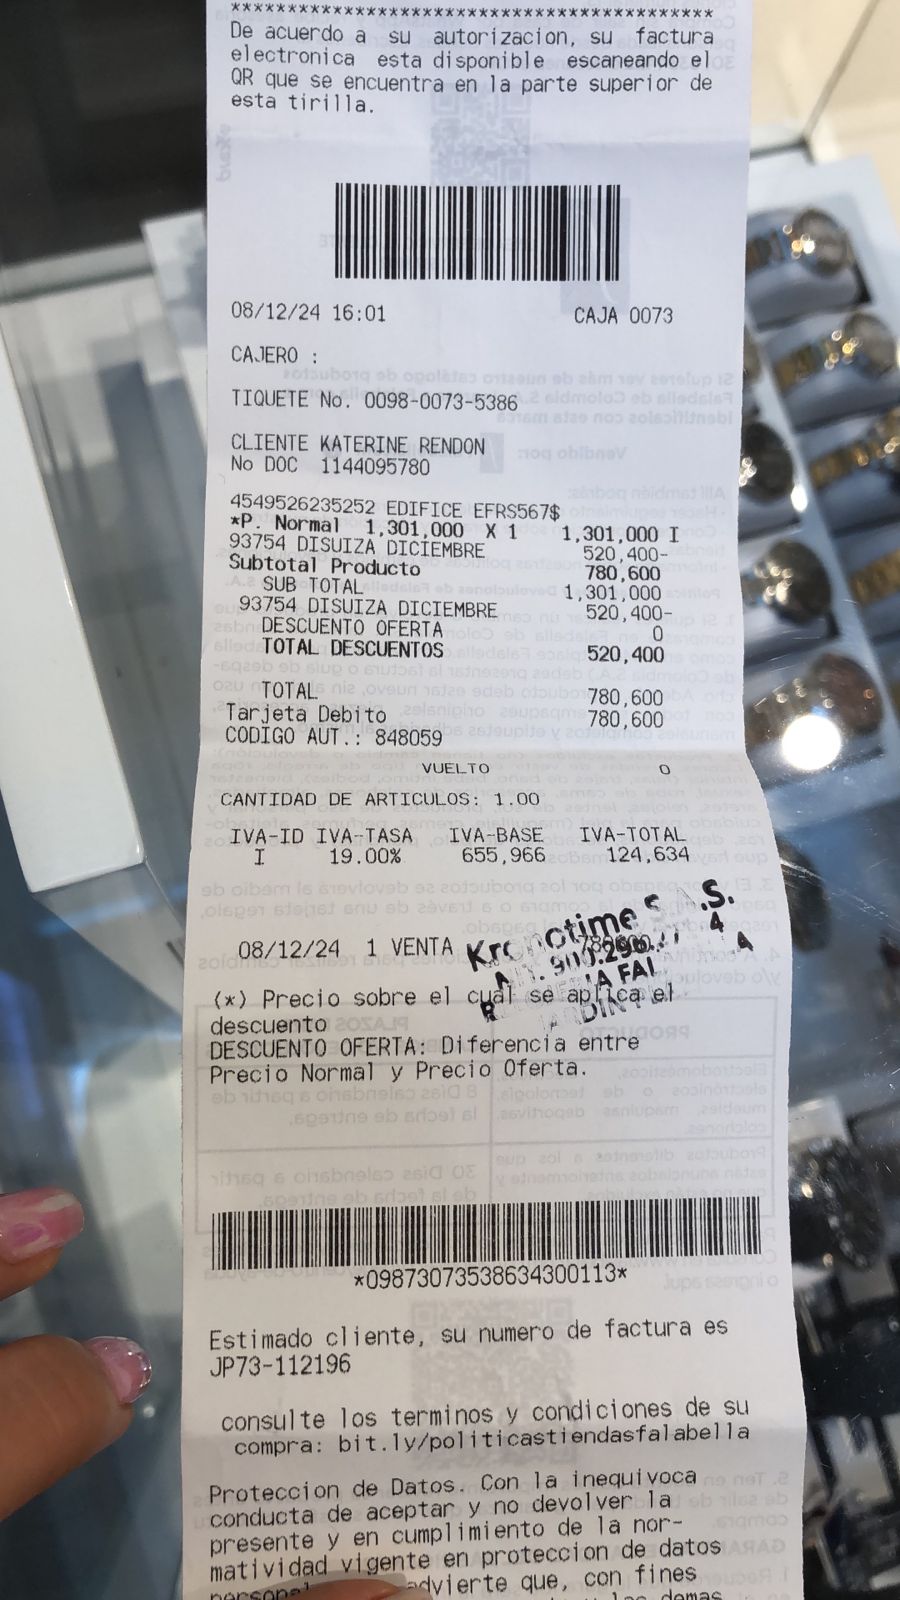 ******************************************
De acuerdo a su autorizacion, su factura
electronica esta disponible escaneando el
QR que se encuentra en la parte superior de
esta tirilla.
08/12/24 16:01 CAJA 0073
CAJERO :
TIQUETE No. 0098-0073-5386
CLIENTE KATERINE RENDON
No DOC 1144095780
4549526235252 EDIFICE EFRS567$
*P. Normal 1,301,000 X 1 1,301,000 I
93754 DISUIZA DICIEMBRE 520,400-
Subtotal Producto 780,600
SUB TOTAL 1,301,000
93754 DISUIZA DICIEMBRE 520,400-
DESCUENTO OFERTA 0
TOTAL DESCUENTOS 520,400
TOTAL 780,600
Tarjeta Debito 780,600
CODIGO AUT.: 848059
VUELTO 0
CANTIDAD DE ARTICULOS: 1.00
IVA-ID IVA-TASA IVA-BASE IVA-TOTAL
I 19.00% 655,966 124,634
Kronotime S.A.S.
08/12/24 1 VENTA
(*) Precio sobre el cual se aplica el
descuento
DESCUENTO OFERTA: Diferencia entre
Precio Normal y Precio Oferta.
*09873073538634300113*
Estimado cliente, su numero de factura es
JP73-112196
consulte los terminos y condiciones de su
compra: bit.ly/politicastiendasfalabella
Proteccion de Datos. Con la inequivoca
conducta de aceptar y no devolver la
presente y en cumplimiento de la nor-
matividad vigente en proteccion de datos
advierte que, con fines